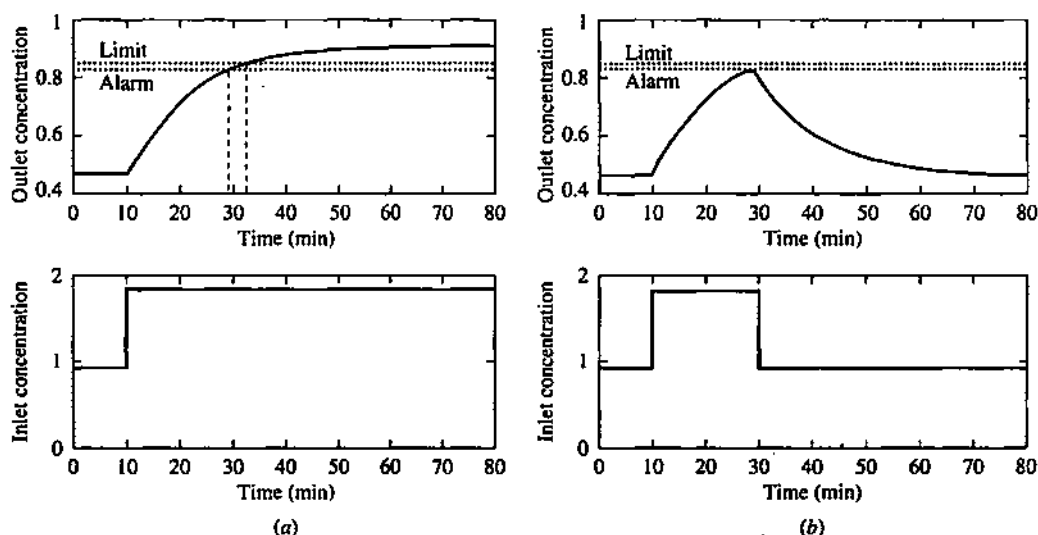 Outlet concentration
1
0.8
0.6
0.4
Limit
Alarm
0 10 20 30 40 50 60 70 80
Time (min)
Inlet concentration
2
1
0
0 10 20 30 40 50 60 70 80
Time (min)
(a)
Outlet concentration
1
0.8
0.6
0.4
Limit
Alarm
0 10 20 30 40 50 60 70 80
Time (min)
Inlet concentration
2
1
0
0 10 20 30 40 50 60 70 80
Time (min)
(b)